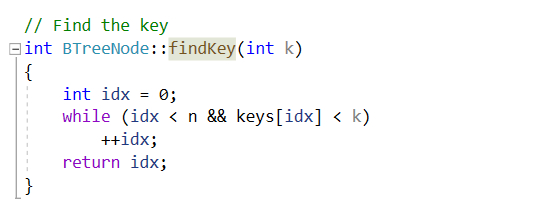 // Find the key
int BTreeNode::findKey(int k)
{
    int idx = 0;
    while (idx < n && keys[idx] < k)
        ++idx;
    return idx;
}